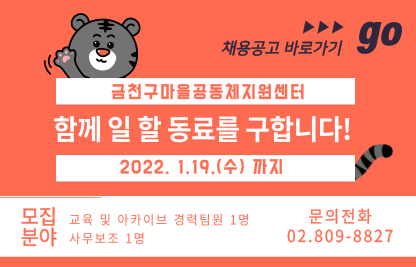 채용공고 바로가기 go
금천구마을공동체지원센터
함께 일 할 동료를 구합니다!
2022. 1.19.(수) 까지
모집
분야
교육 및 아카이브 경력팀원 1명
사무보조 1명
문의전화
02.809-8827